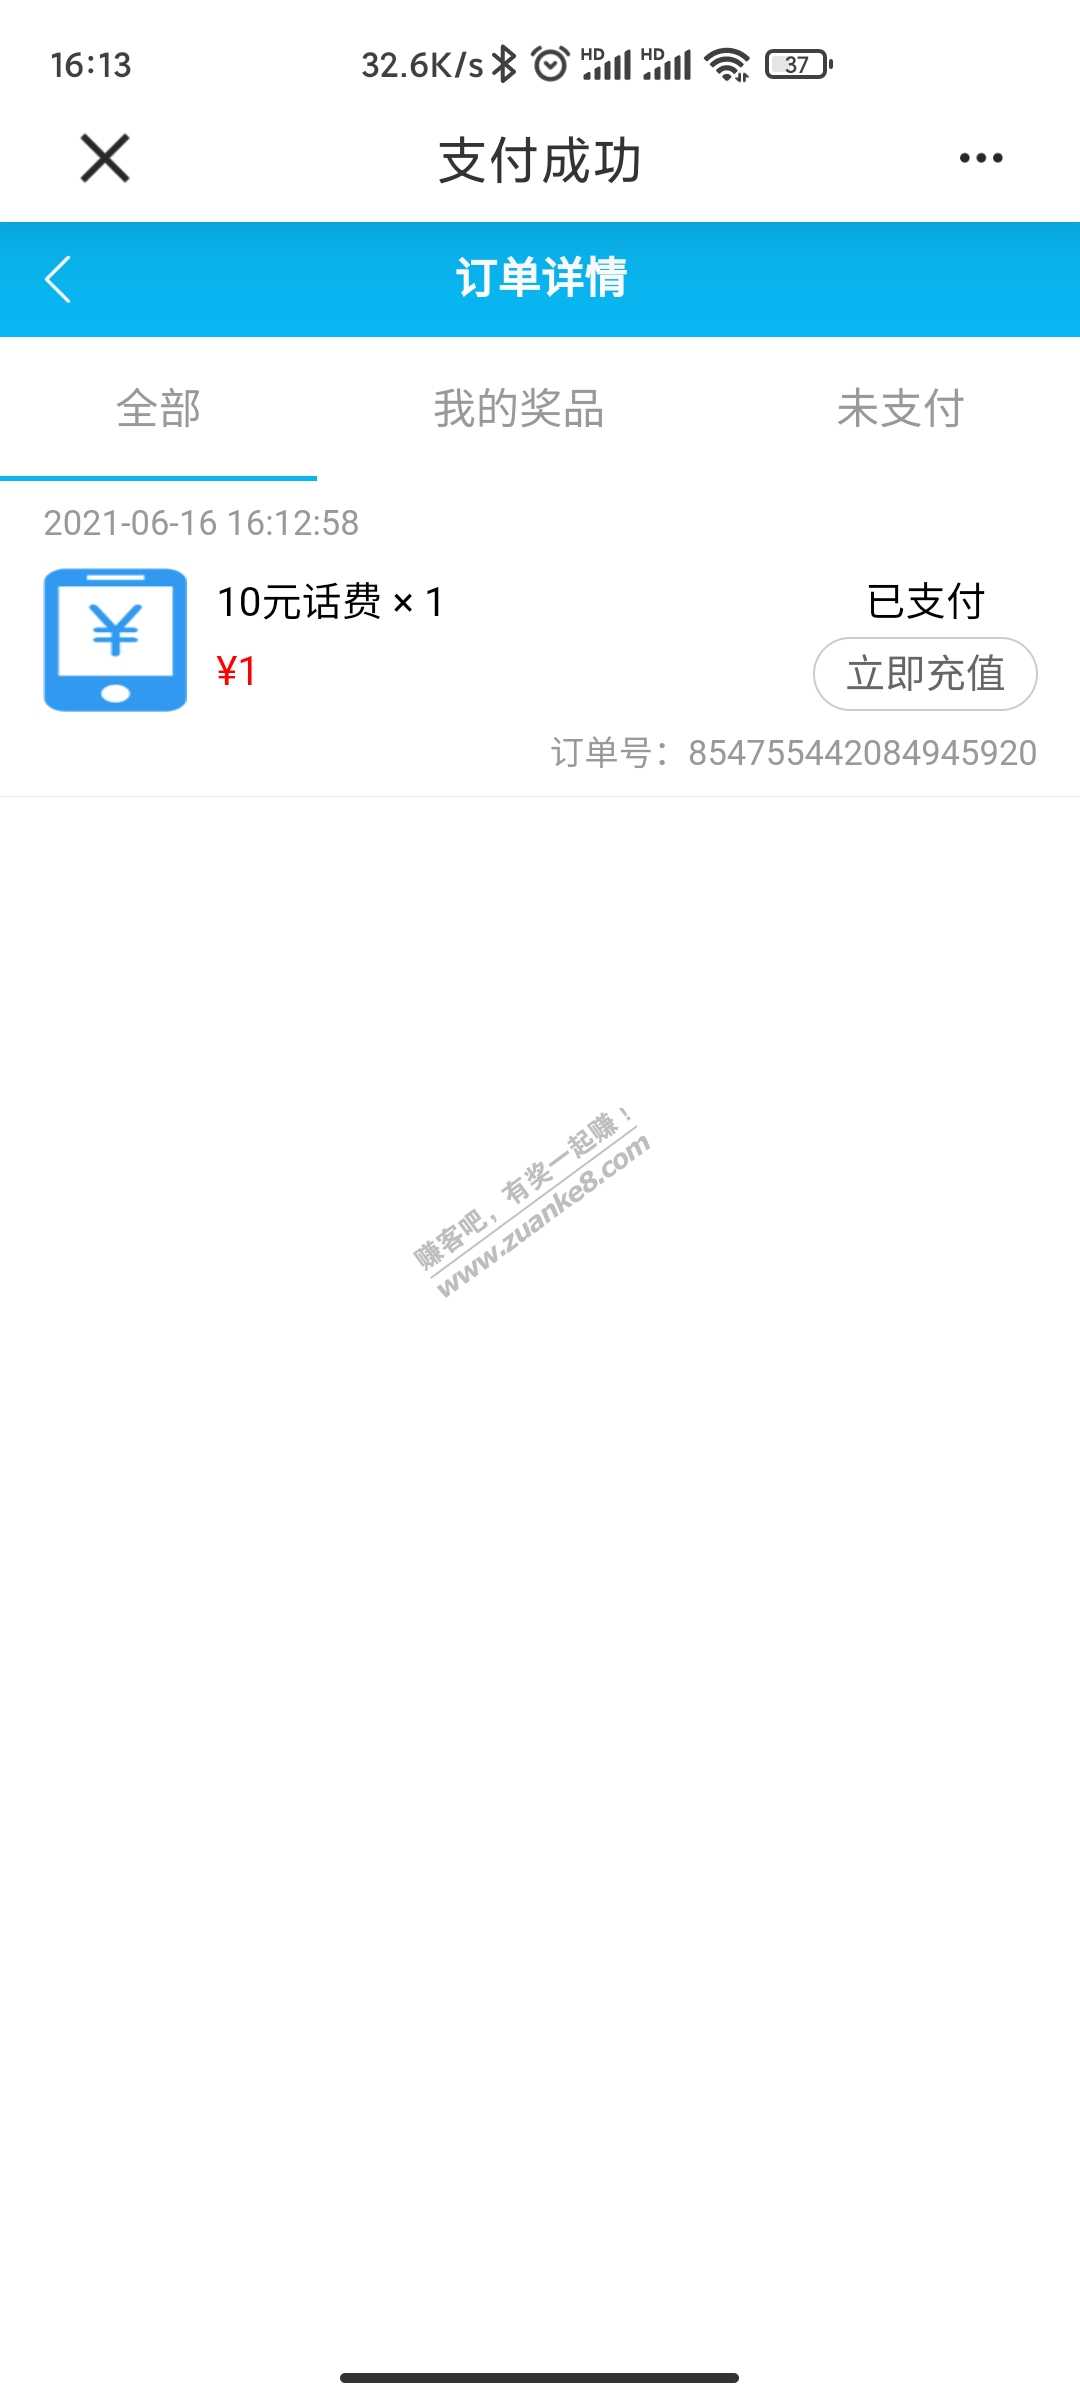 16:13
32.6K/s HD HD 37
支付成功
订单详情
全部 我的奖品 未支付
2021-06-16 16:12:58
¥
10元话费 × 1 已支付
¥1 立即充值
订单号：854755442084945920
赚客吧，有奖一起赚！
www.zuanke8.com